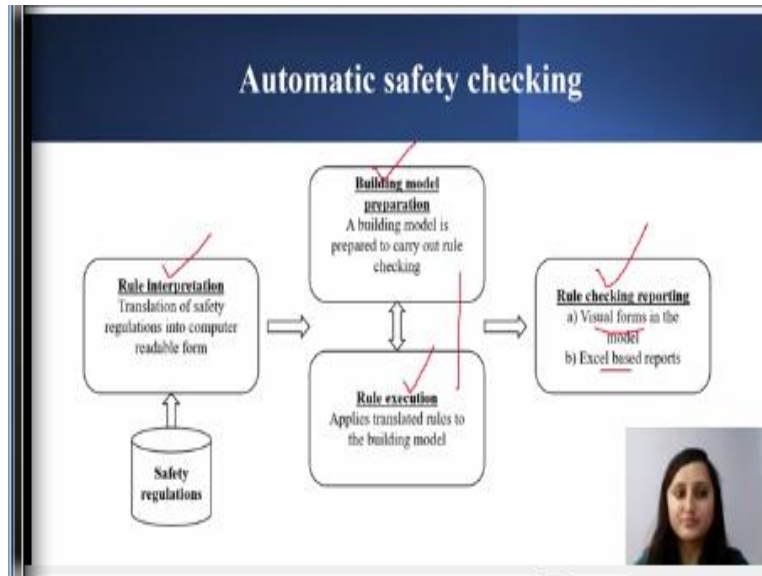 Automatic safety checking
Building model
preparation
A building model is
prepared to carry out rule
checking
Rule interpretation
Translation of safety
regulations into computer
readable form
Rule execution
Applies translated rules to
the building model
Rule checking reporting
a) Visual forms in the
model
b) Excel based reports
Safety
regulations